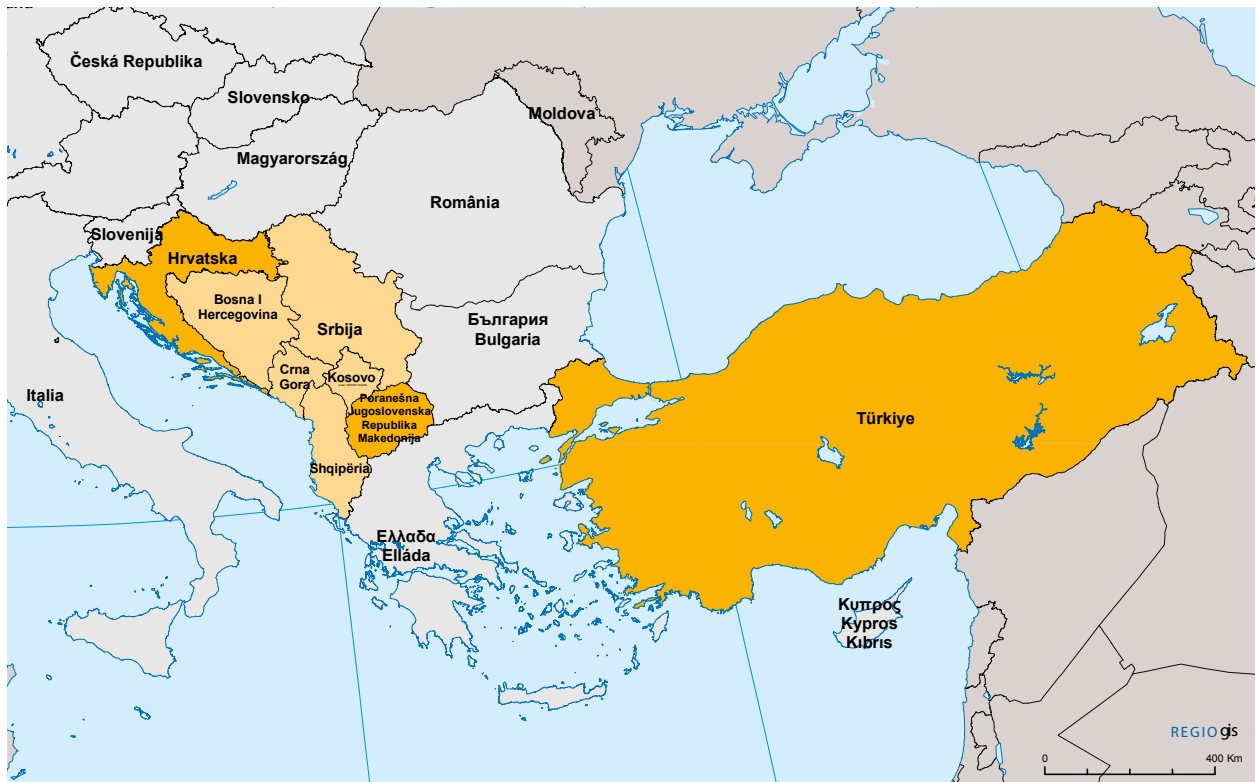 Česká Republika
Slovensko
Moldova
Magyarország
România
Slovenija
Hrvatska
Bosna I
Hercegovina
Srbija
България
Bulgaria
Crna
Gora
Kosovo
Italia
Poranešna
Jugoslovenska
Republika
Makedonija
Türkiye
Shqipëria
Ελλαδα
Elláda
Κυπρος
Kypros
Kıbrıs
REGIOgis
0 400 Km